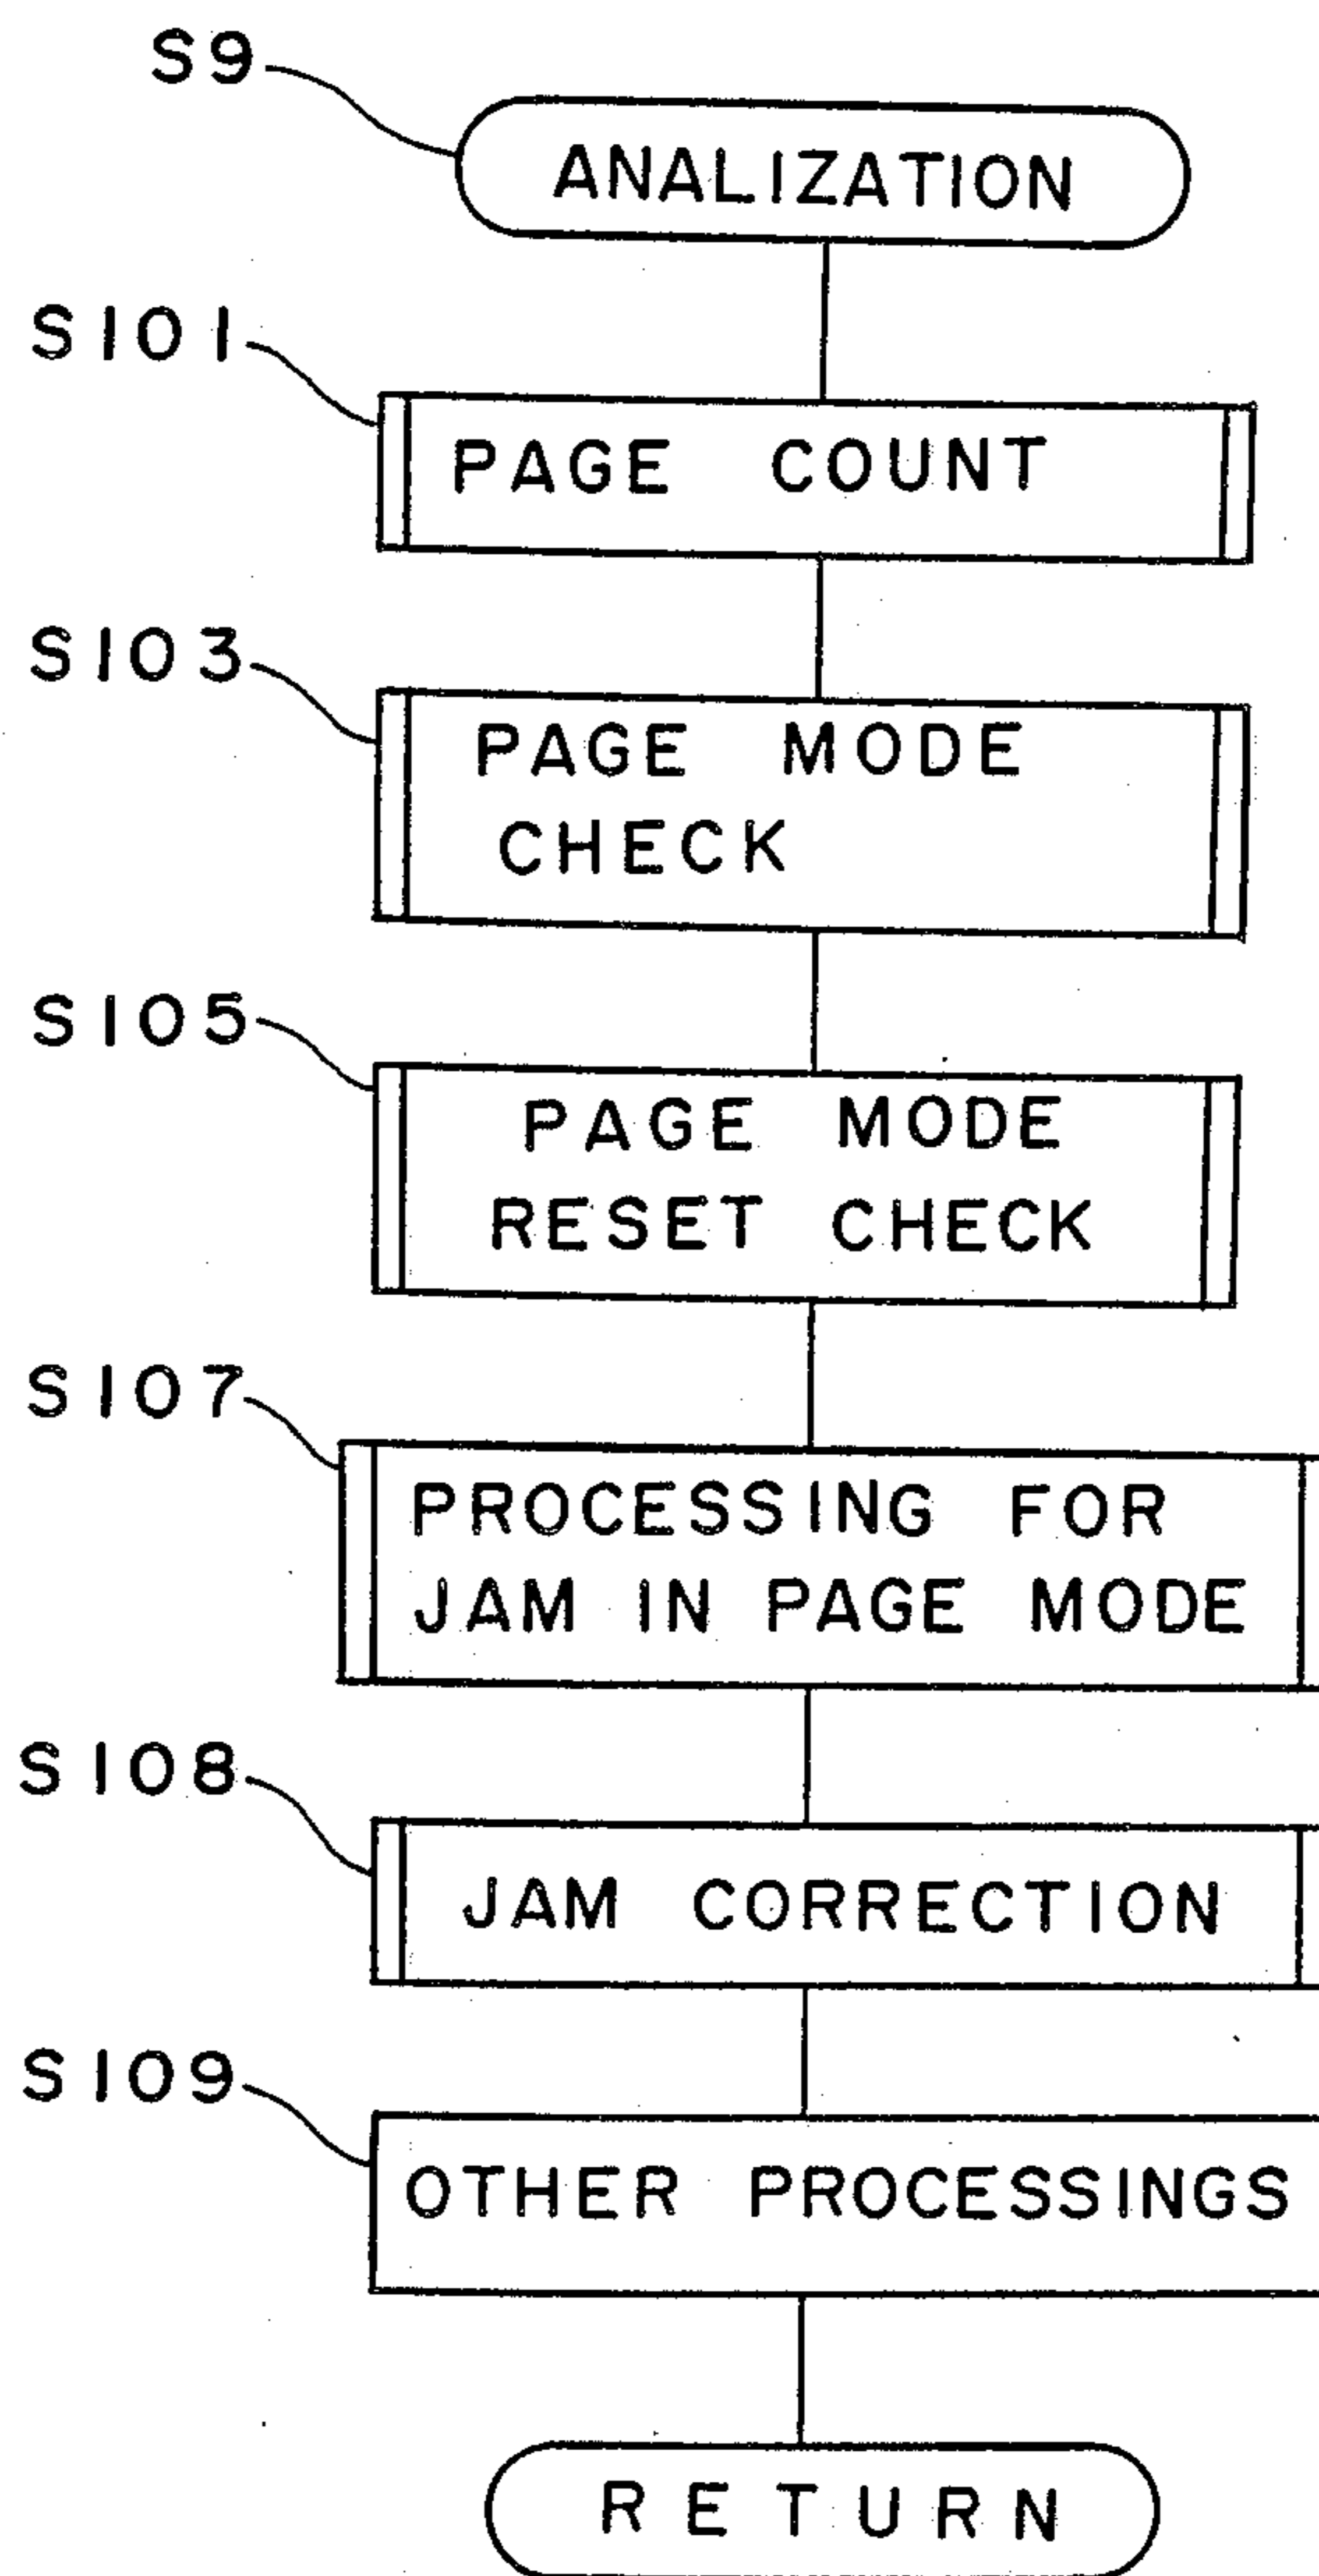 S9
ANALIZATION
S101
PAGE COUNT
S103
PAGE MODE
CHECK
S105
PAGE MODE
RESET CHECK
S107
PROCESSING FOR
JAM IN PAGE MODE
S108
JAM CORRECTION
S109
OTHER PROCESSINGS
RETURN